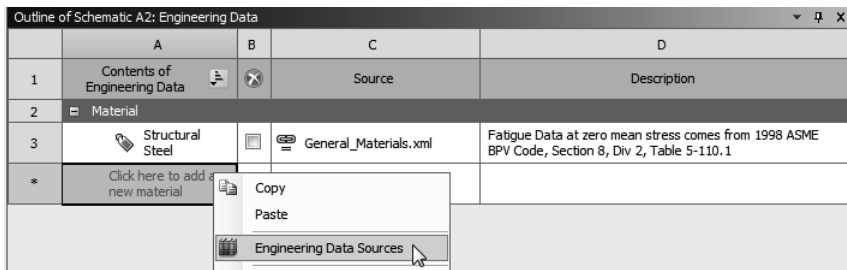 Outline of Schematic A2: Engineering Data
A B C D
1 Contents of Engineering Data Source Description
2 Material
3 Structural Steel General_Materials.xml Fatigue Data at zero mean stress comes from 1998 ASME
BPV Code, Section 8, Div 2, Table 5-110.1
* Click here to add a
new material
Copy
Paste
Engineering Data Sources